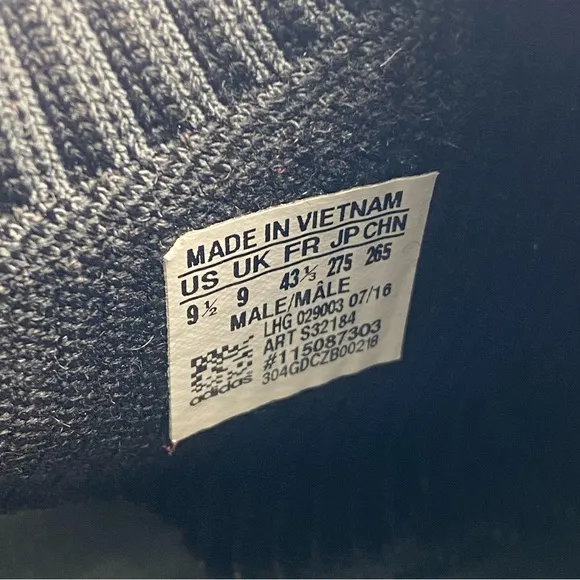 MADE IN VIETNAM
US UK FR JP CHN
9½ 9 43⅓ 275 265
MALE/MÂLE
LHG 029003 07/16
ART S32184
#115087303
304GDCZB00218
adidas